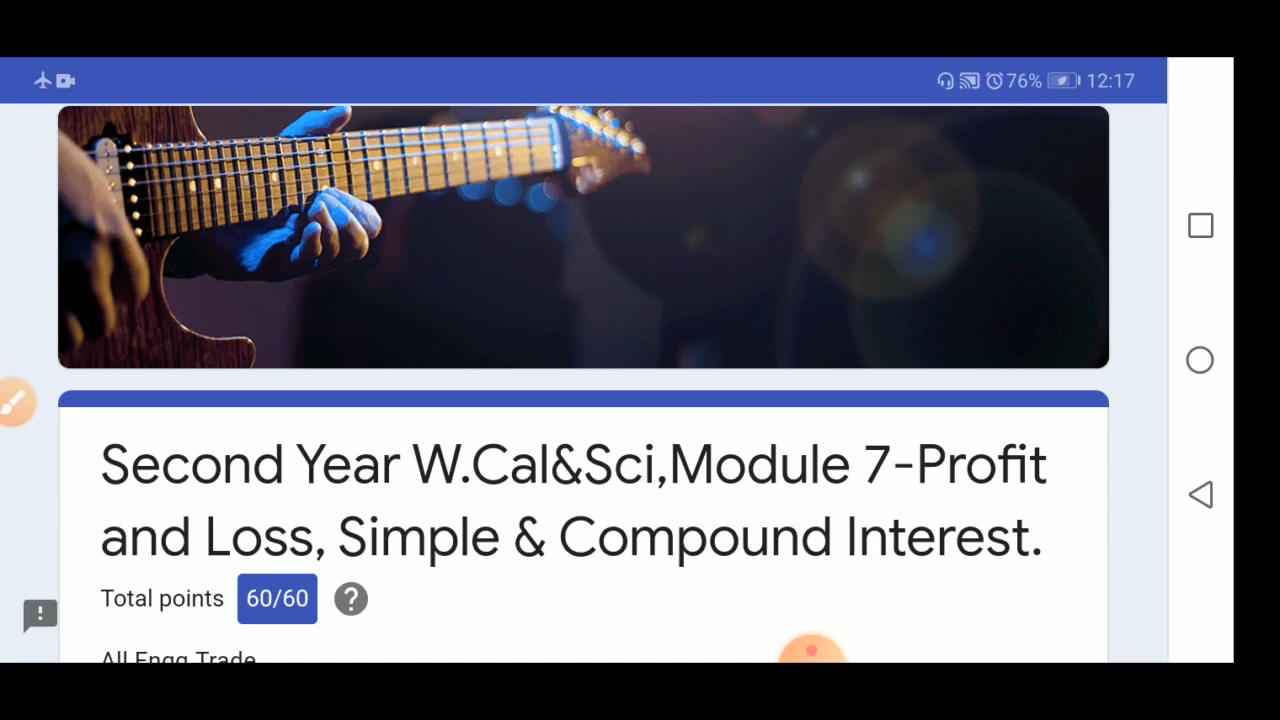 76% 12:17
Second Year W.Cal&Sci,Module 7-Profit
and Loss, Simple & Compound Interest.
Total points 60/60 ?
All Engg Trade